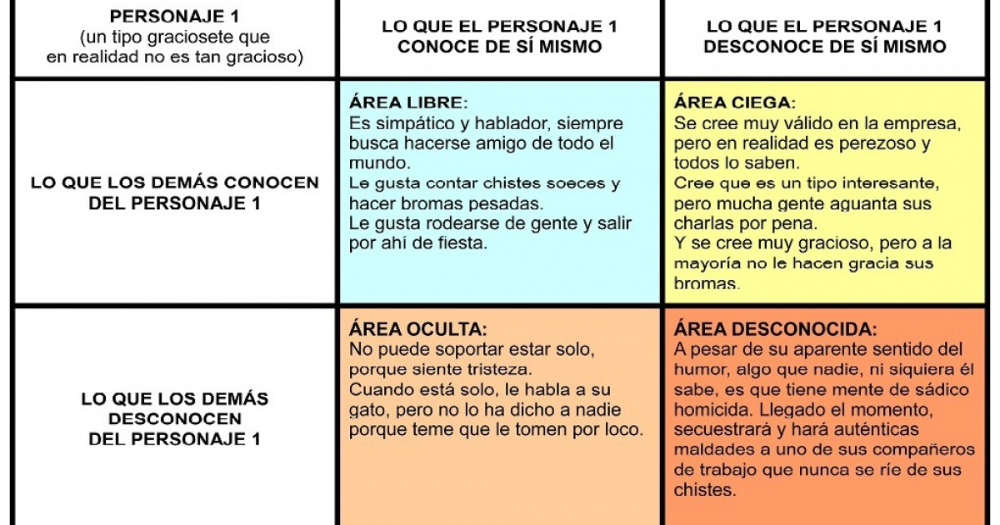 PERSONAJE 1
(un tipo graciosete que
en realidad no es tan gracioso)
LO QUE EL PERSONAJE 1
CONOCE DE SÍ MISMO
LO QUE EL PERSONAJE 1
DESCONOCE DE SÍ MISMO
LO QUE LOS DEMÁS CONOCEN
DEL PERSONAJE 1
ÁREA LIBRE:
Es simpático y hablador, siempre
busca hacerse amigo de todo el
mundo.
Le gusta contar chistes soeces y
hacer bromas pesadas.
Le gusta rodearse de gente y salir
por ahí de fiesta.
ÁREA CIEGA:
Se cree muy válido en la empresa,
pero en realidad es perezoso y
todos lo saben.
Cree que es un tipo interesante,
pero mucha gente aguanta sus
charlas por pena.
Y se cree muy gracioso, pero a la
mayoría no le hacen gracia sus
bromas.
LO QUE LOS DEMÁS
DESCONOCEN
DEL PERSONAJE 1
ÁREA OCULTA:
No puede soportar estar solo,
porque siente tristeza.
Cuando está solo, le habla a su
gato, pero no lo ha dicho a nadie
porque teme que le tomen por loco.
ÁREA DESCONOCIDA:
A pesar de su aparente sentido del
humor, algo que nadie, ni siquiera él
sabe, es que tiene mente de sádico
homicida. Llegado el momento,
secuestrará y hará auténticas
maldades a uno de sus compañeros
de trabajo que nunca se ríe de sus
chistes.